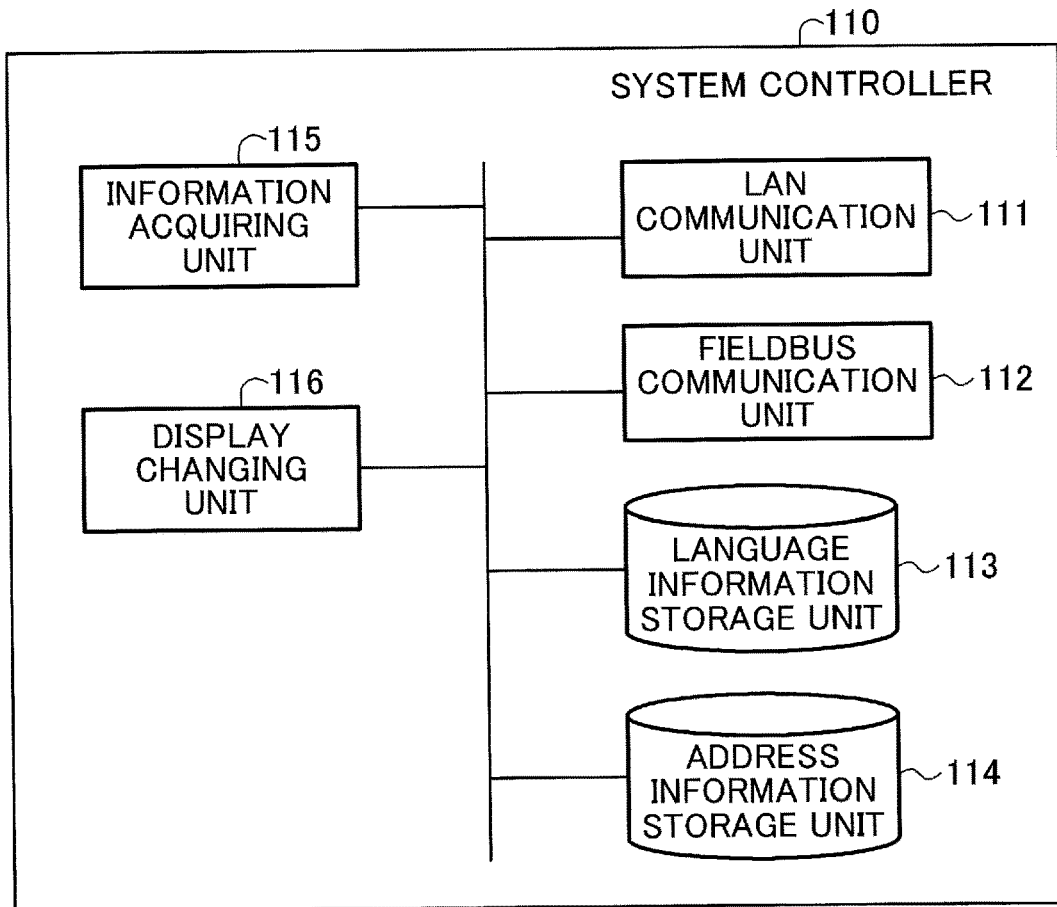 110
SYSTEM CONTROLLER
115
INFORMATION
ACQUIRING
UNIT
LAN
COMMUNICATION
UNIT
111
FIELDBUS
COMMUNICATION
UNIT
112
116
DISPLAY
CHANGING
UNIT
LANGUAGE
INFORMATION
STORAGE UNIT
113
ADDRESS
INFORMATION
STORAGE UNIT
114